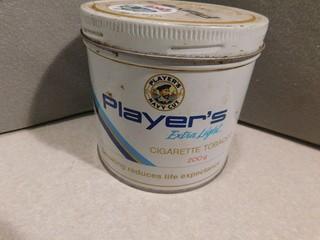 PLAYER'S
NAVY CUT
Player's
Extra Light
CIGARETTE TOBACCO
200g
reduces life expectancy